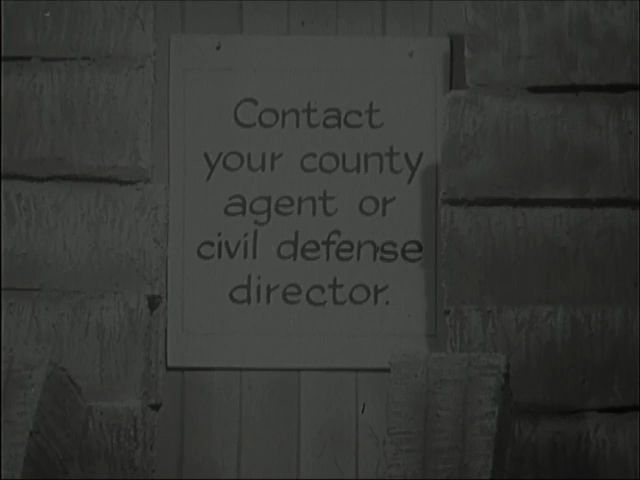 Contact
your county
agent or
civil defense
director.